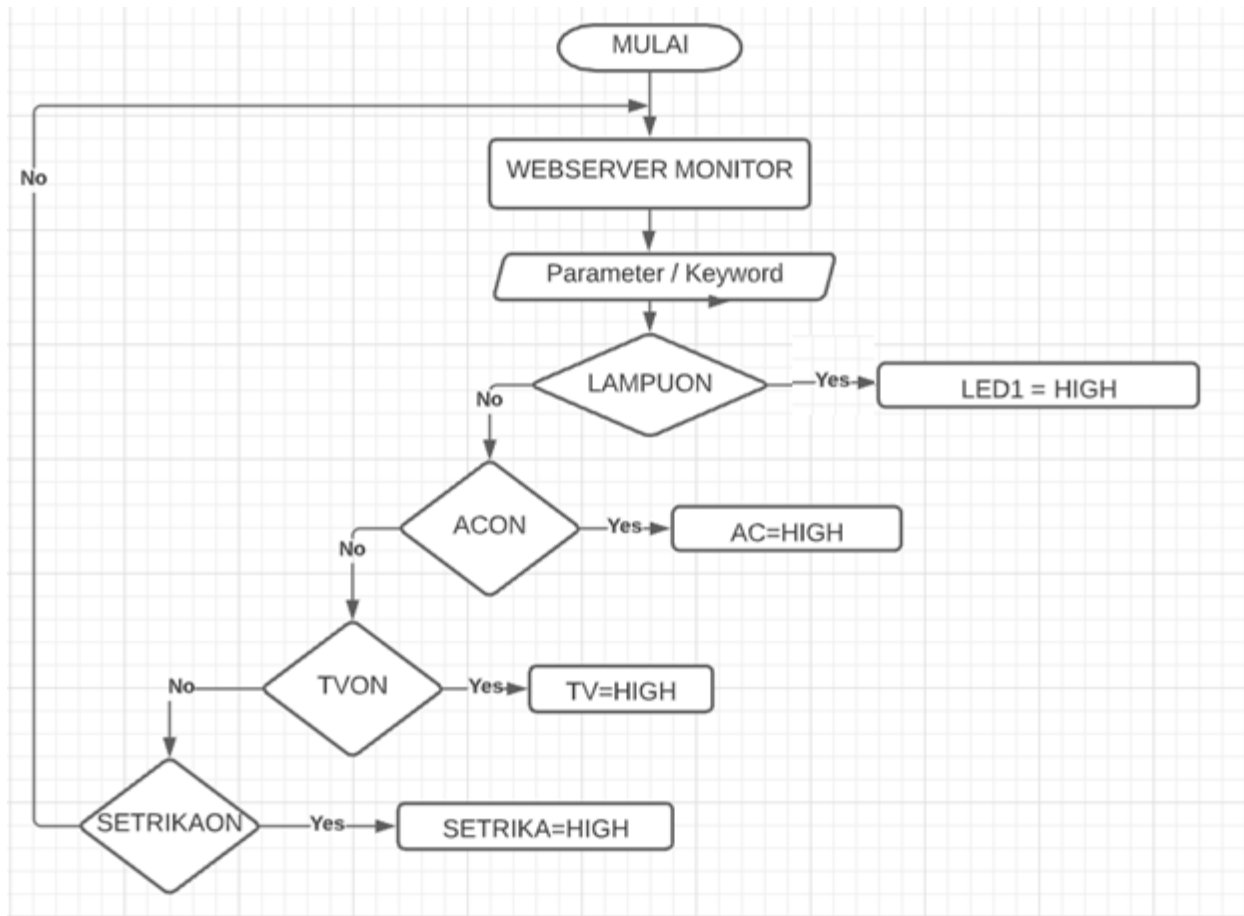 MULAI
No
WEBSERVER MONITOR
Parameter / Keyword
LAMPUON
Yes
LED1 = HIGH
No
ACON
Yes
AC=HIGH
No
TVON
Yes
TV=HIGH
No
SETRIKAON
Yes
SETRIKA=HIGH